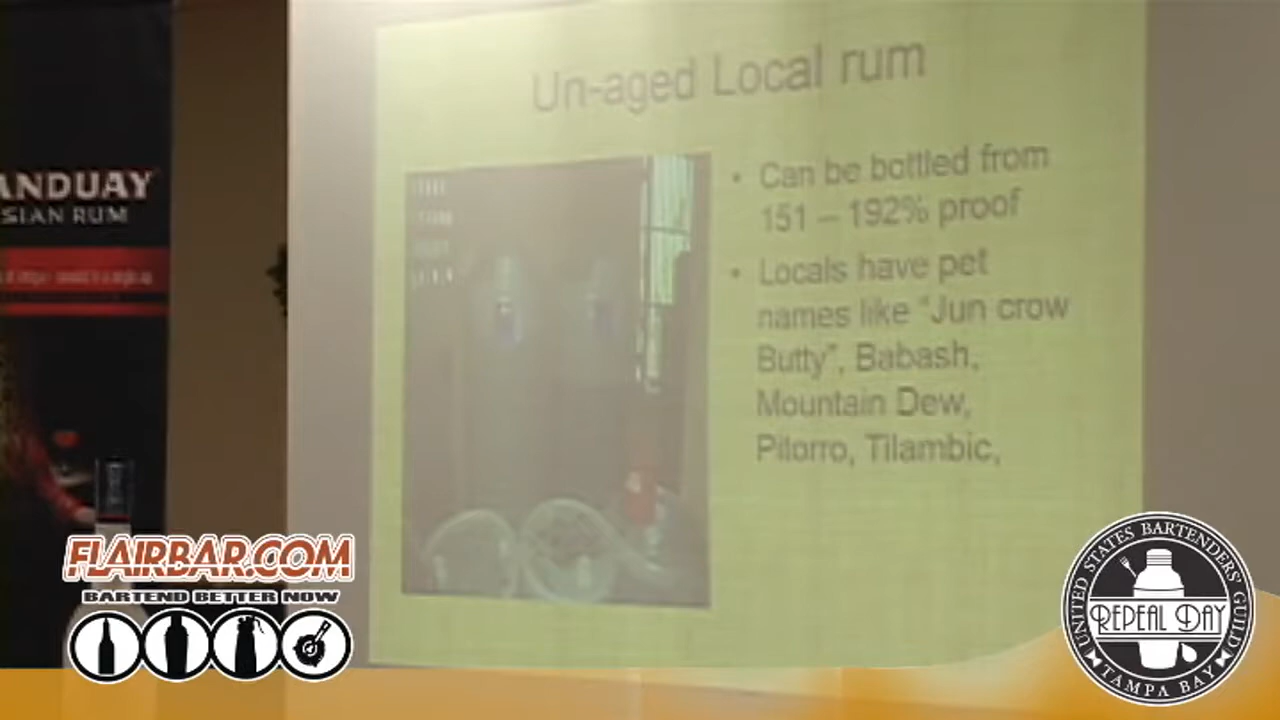 Un-aged Local rum
• Can be bottled from
151 – 192% proof
• Locals have pet
names like "Jun crow
Butty", Babash,
Mountain Dew,
Pitorro, Tilambic,
ANDUAY
SIAN RUM
FLAIRBAR.COM
BARTEND BETTER NOW
UNITED STATES BARTENDERS' GUILD
REPEAL DAY
TAMPA BAY